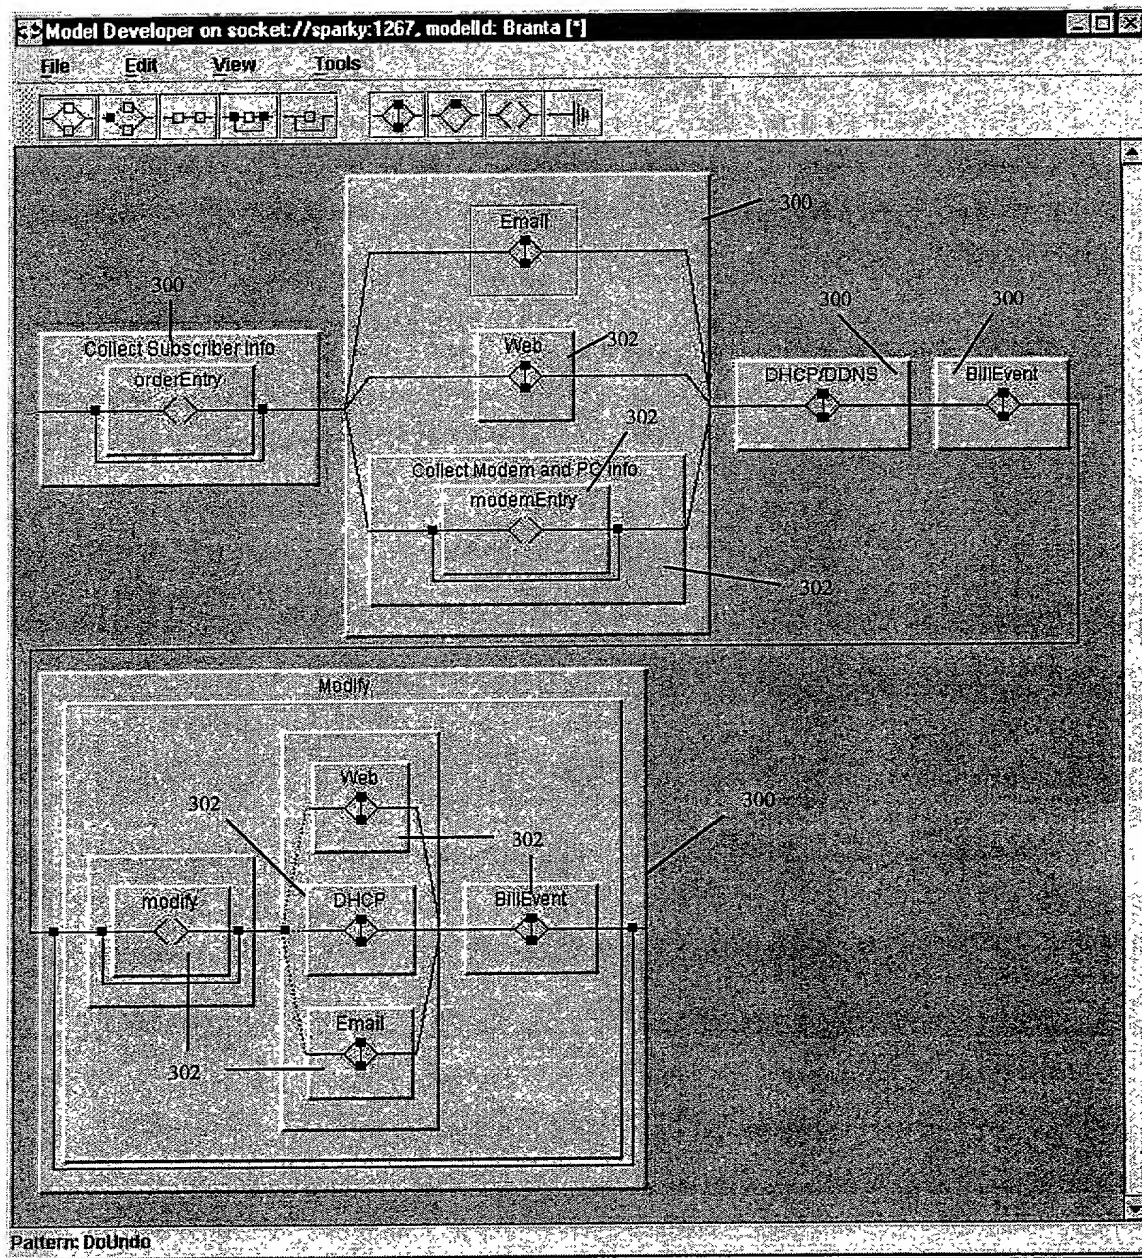 Model Developer on socket://sparky:1267, modelId: Branta [*]
File Edit View Tools
300
Email
300
300
300
Collect Subscriber Info
orderEntry
Web
302
DHCP/DDNS
BillEvent
302
Collect Modem and PC Info
modemEntry
302
Modify
Web
302
300
302
modify
DHCP
BillEvent
Email
302
Pattern: DoUndo